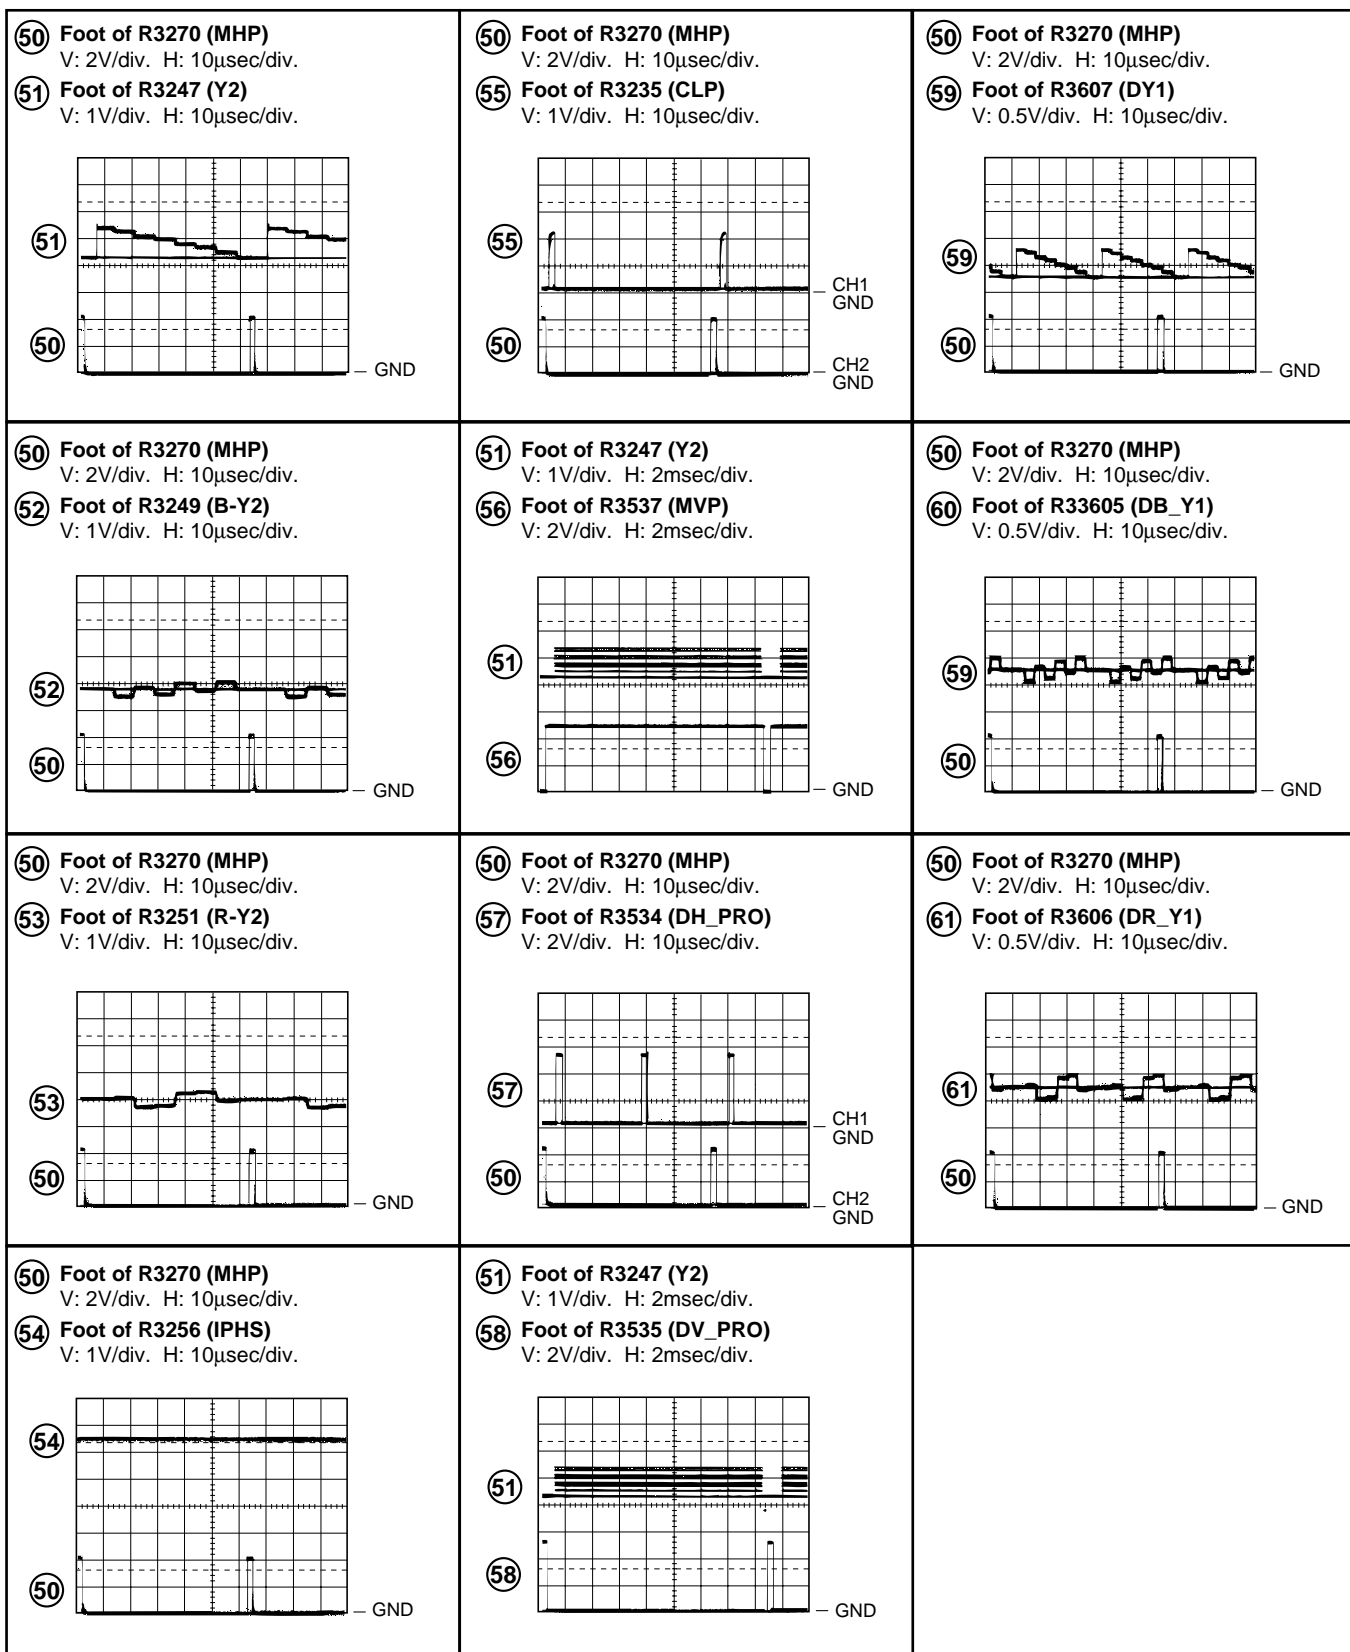 50 Foot of R3270 (MHP)
V: 2V/div. H: 10µsec/div.
51 Foot of R3247 (Y2)
V: 1V/div. H: 10µsec/div.
51
50
GND
50 Foot of R3270 (MHP)
V: 2V/div. H: 10µsec/div.
55 Foot of R3235 (CLP)
V: 1V/div. H: 10µsec/div.
55
CH1
GND
50
CH2
GND
50 Foot of R3270 (MHP)
V: 2V/div. H: 10µsec/div.
59 Foot of R3607 (DY1)
V: 0.5V/div. H: 10µsec/div.
59
50
GND
50 Foot of R3270 (MHP)
V: 2V/div. H: 10µsec/div.
52 Foot of R3249 (B-Y2)
V: 1V/div. H: 10µsec/div.
52
50
GND
51 Foot of R3247 (Y2)
V: 1V/div. H: 2msec/div.
56 Foot of R3537 (MVP)
V: 2V/div. H: 2msec/div.
51
56
GND
50 Foot of R3270 (MHP)
V: 2V/div. H: 10µsec/div.
60 Foot of R33605 (DB_Y1)
V: 0.5V/div. H: 10µsec/div.
59
50
GND
50 Foot of R3270 (MHP)
V: 2V/div. H: 10µsec/div.
53 Foot of R3251 (R-Y2)
V: 1V/div. H: 10µsec/div.
53
50
GND
50 Foot of R3270 (MHP)
V: 2V/div. H: 10µsec/div.
57 Foot of R3534 (DH_PRO)
V: 2V/div. H: 10µsec/div.
57
CH1
GND
50
CH2
GND
50 Foot of R3270 (MHP)
V: 2V/div. H: 10µsec/div.
61 Foot of R3606 (DR_Y1)
V: 0.5V/div. H: 10µsec/div.
61
50
GND
50 Foot of R3270 (MHP)
V: 2V/div. H: 10µsec/div.
54 Foot of R3256 (IPHS)
V: 1V/div. H: 10µsec/div.
54
50
GND
51 Foot of R3247 (Y2)
V: 1V/div. H: 2msec/div.
58 Foot of R3535 (DV_PRO)
V: 2V/div. H: 2msec/div.
51
58
GND